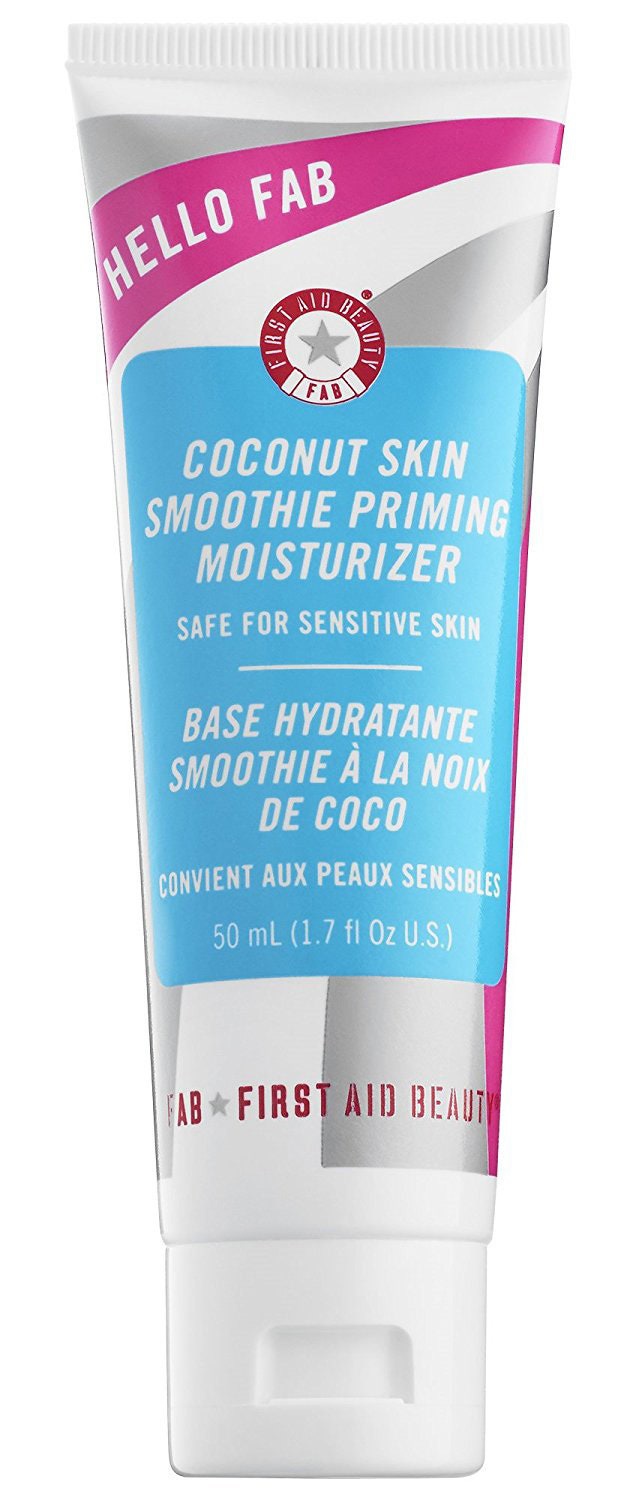 HELLO FAB
FIRST AID BEAUTY®
FAB
COCONUT SKIN
SMOOTHIE PRIMING
MOISTURIZER
SAFE FOR SENSITIVE SKIN
BASE HYDRATANTE
SMOOTHIE À LA NOIX
DE COCO
CONVIENT AUX PEAUX SENSIBLES
50 mL (1.7 fl Oz U.S.)
FAB ★ FIRST AID BEAUTY®